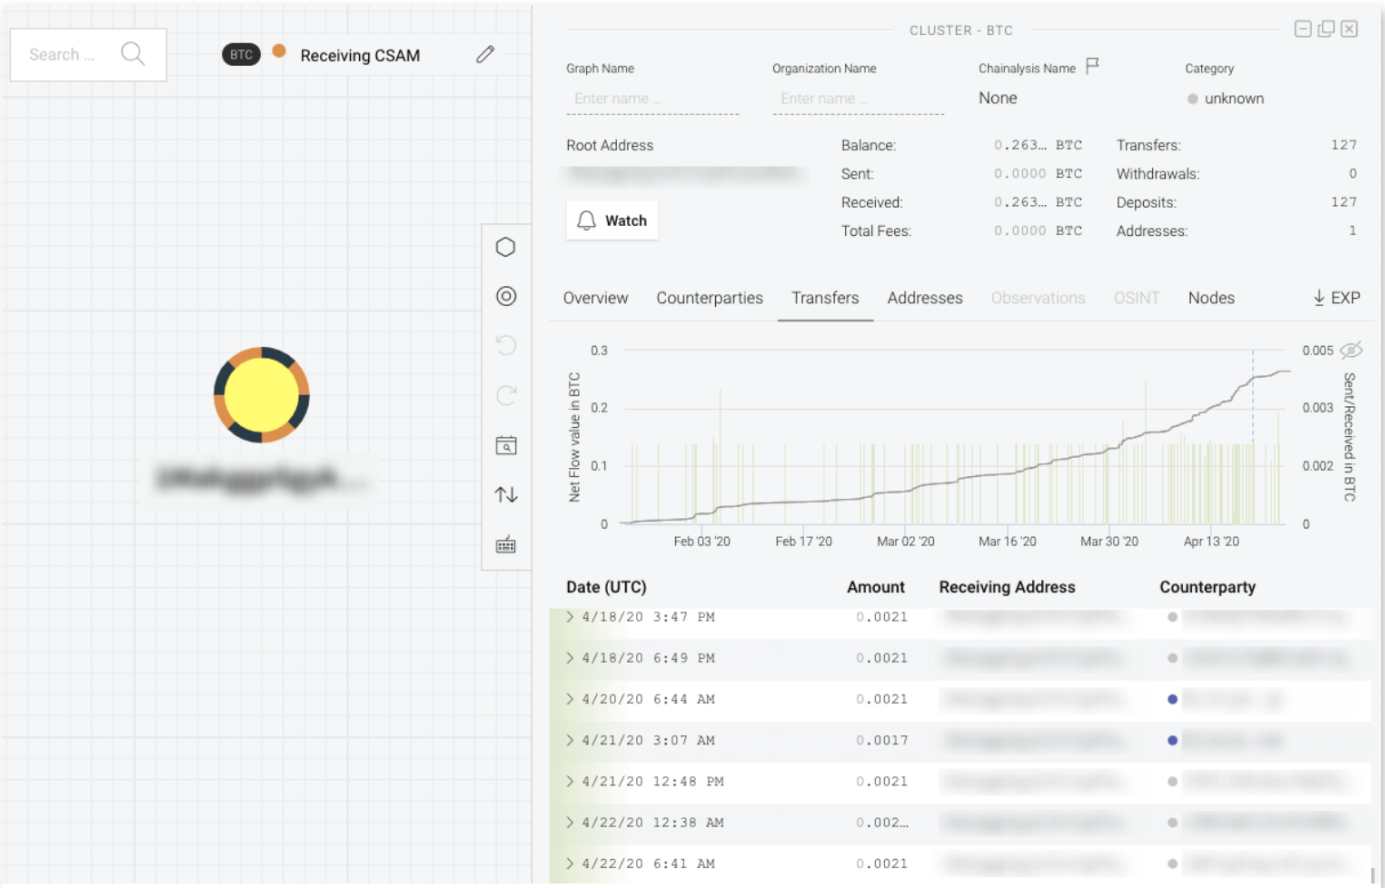 Search ...
BTC Receiving CSAM
CLUSTER - BTC
Graph Name Organization Name Chainalysis Name Category
Enter name ... Enter name ... None unknown
Root Address Balance: 0.263… BTC Transfers: 127
Sent: 0.0000 BTC Withdrawals: 0
Received: 0.263… BTC Deposits: 127
Watch
Total Fees: 0.0000 BTC Addresses: 1
Overview Counterparties Transfers Addresses Observations OSINT Nodes EXP
Net Flow value in BTC
0.3
0.2
0.1
0
0.005
0.003
0.002
0
Sent/Received in BTC
Feb 03 '20 Feb 17 '20 Mar 02 '20 Mar 16 '20 Mar 30 '20 Apr 13 '20
Date (UTC) Amount Receiving Address Counterparty
4/18/20 3:47 PM 0.0021
4/18/20 6:49 PM 0.0021
4/20/20 6:44 AM 0.0021
4/21/20 3:07 AM 0.0017
4/21/20 12:48 PM 0.0021
4/22/20 12:38 AM 0.002…
4/22/20 6:41 AM 0.0021